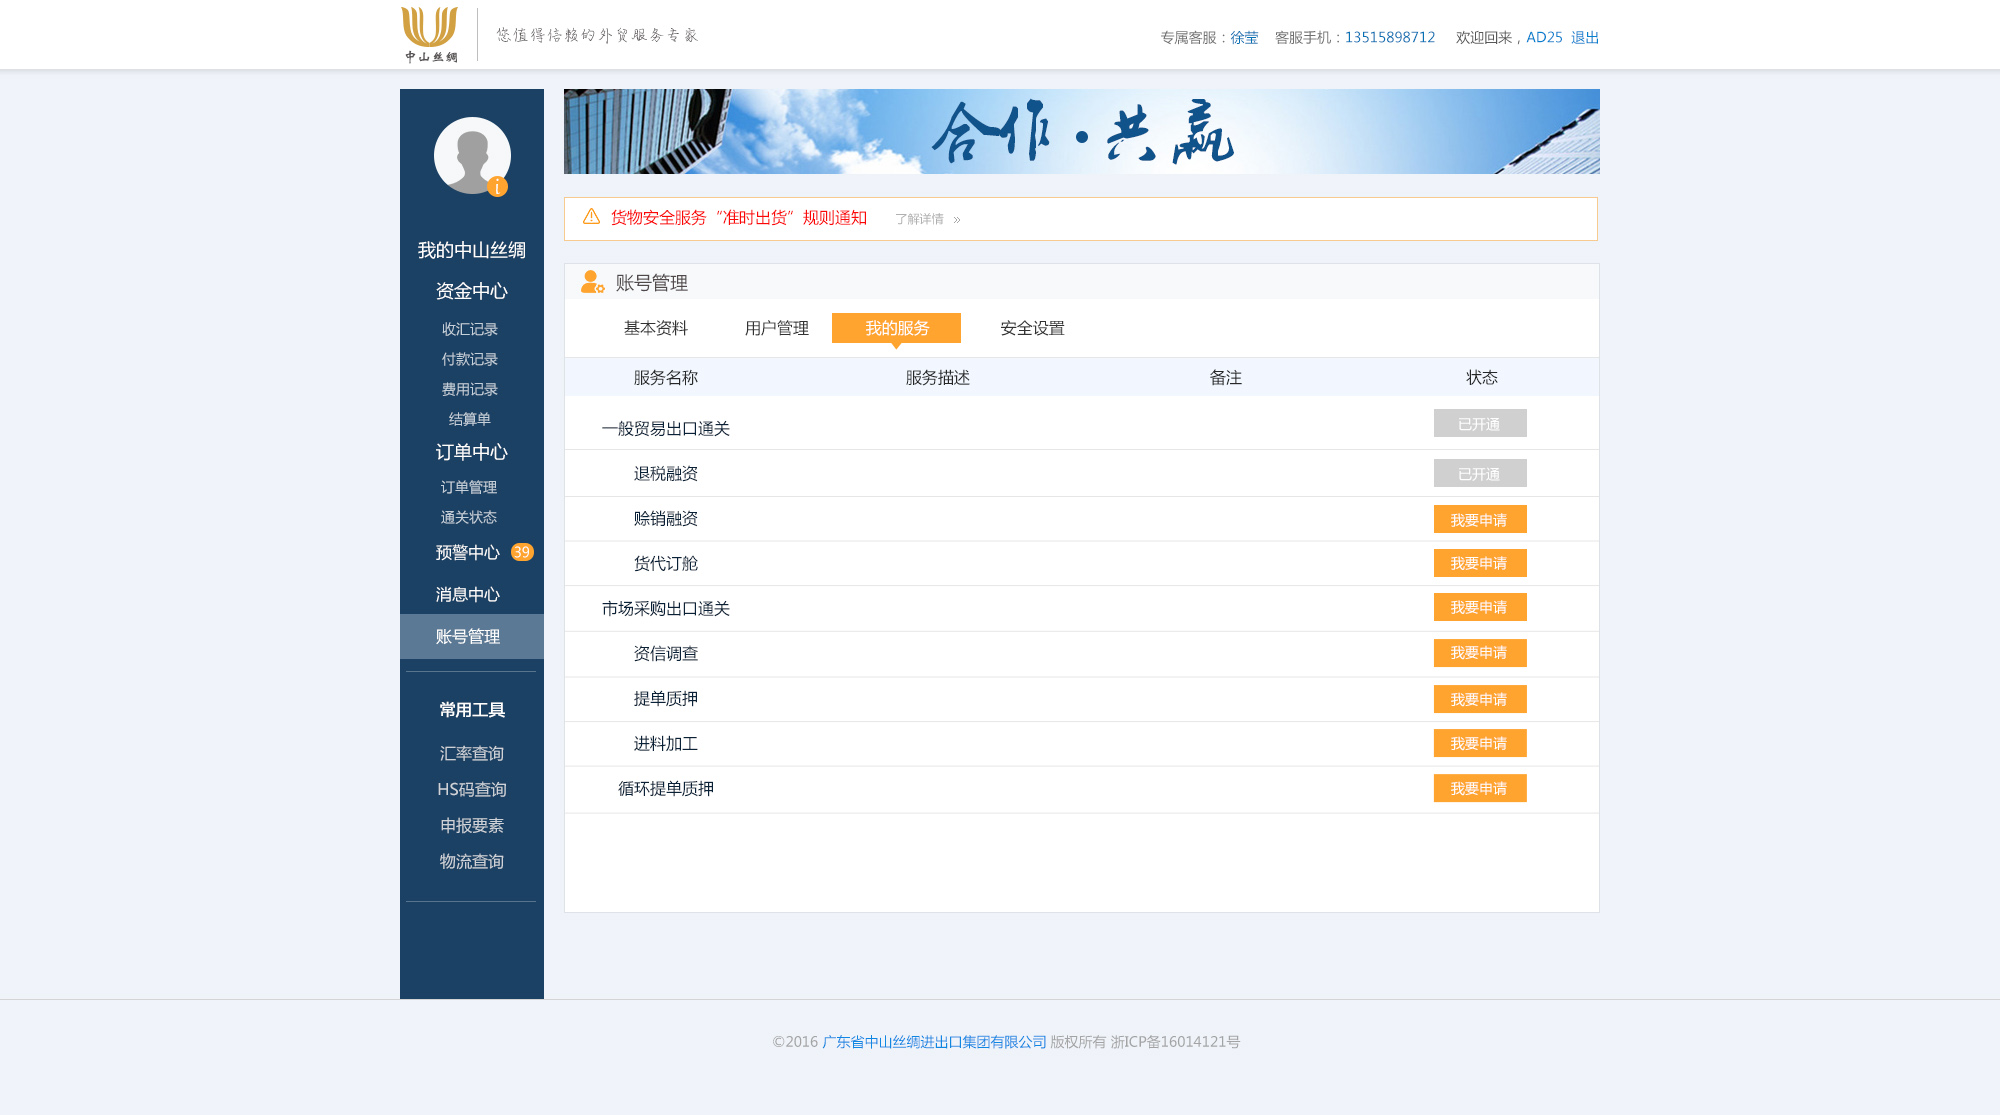 中山丝绸
您值得信赖的外贸服务专家
专属客服：徐莹 客服手机：13515898712 欢迎回来，AD25 退出
合作·共赢
i
货物安全服务“准时出货”规则通知 了解详情 »
我的中山丝绸
资金中心
收汇记录
付款记录
费用记录
结算单
订单中心
订单管理
通关状态
预警中心 39
消息中心
账号管理
常用工具
汇率查询
HS码查询
申报要素
物流查询
账号管理
基本资料 用户管理 我的服务 安全设置
服务名称 服务描述 备注 状态
一般贸易出口通关 已开通
退税融资 已开通
赊销融资 我要申请
货代订舱 我要申请
市场采购出口通关 我要申请
资信调查 我要申请
提单质押 我要申请
进料加工 我要申请
循环提单质押 我要申请
©2016 广东省中山丝绸进出口集团有限公司 版权所有 浙ICP备16014121号